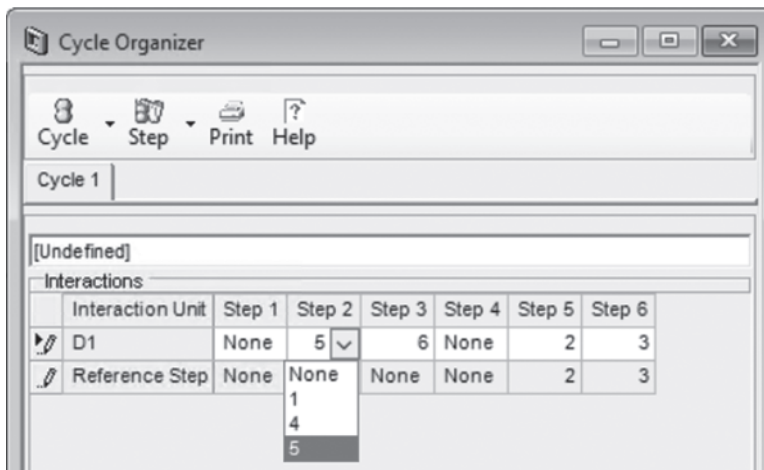 Cycle Organizer
Cycle Step Print Help
Cycle 1
[Undefined]
Interactions
Interaction Unit Step 1 Step 2 Step 3 Step 4 Step 5 Step 6
D1 None 5 6 None 2 3
Reference Step None None None None 2 3
1
4
5